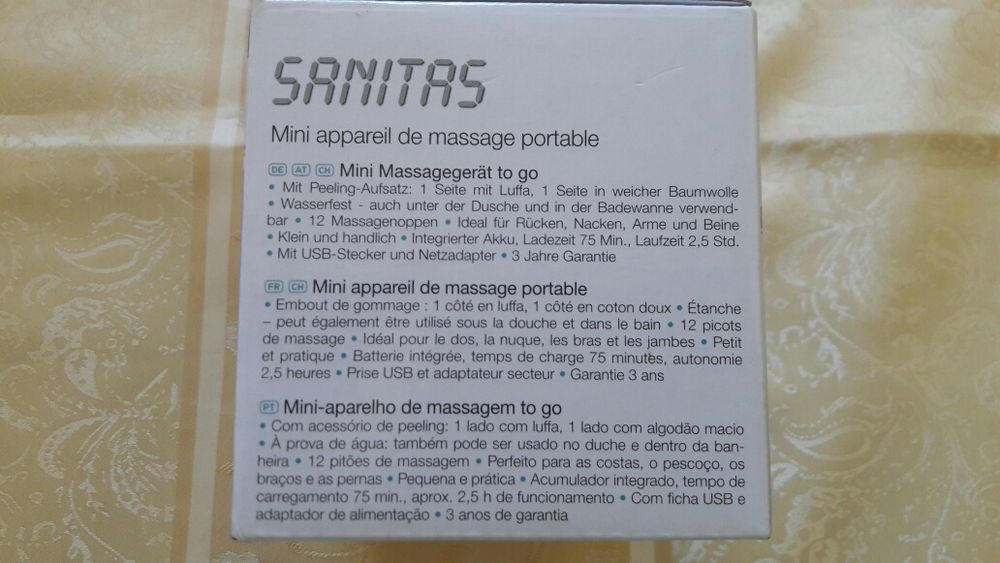 SANITAS
Mini appareil de massage portable
DE AT CH Mini Massagegerät to go
• Mit Peeling-Aufsatz: 1 Seite mit Luffa, 1 Seite in weicher Baumwolle
• Wasserfest - auch unter der Dusche und in der Badewanne verwend-
bar • 12 Massagenoppen • Ideal für Rücken, Nacken, Arme und Beine
• Klein und handlich • Integrierter Akku, Ladezeit 75 Min., Laufzeit 2,5 Std.
• Mit USB-Stecker und Netzadapter • 3 Jahre Garantie
FR CH Mini appareil de massage portable
• Embout de gommage : 1 côté en luffa, 1 côté en coton doux • Étanche
– peut également être utilisé sous la douche et dans le bain • 12 picots
de massage • Idéal pour le dos, la nuque, les bras et les jambes • Petit
et pratique • Batterie intégrée, temps de charge 75 minutes, autonomie
2,5 heures • Prise USB et adaptateur secteur • Garantie 3 ans
PT Mini-aparelho de massagem to go
• Com acessório de peeling: 1 lado com luffa, 1 lado com algodão macio
• À prova de água: também pode ser usado no duche e dentro da ban-
heira • 12 pitões de massagem • Perfeito para as costas, o pescoço, os
braços e as pernas • Pequena e prática • Acumulador integrado, tempo de
carregamento 75 min., aprox. 2,5 h de funcionamento • Com ficha USB e
adaptador de alimentação • 3 anos de garantia